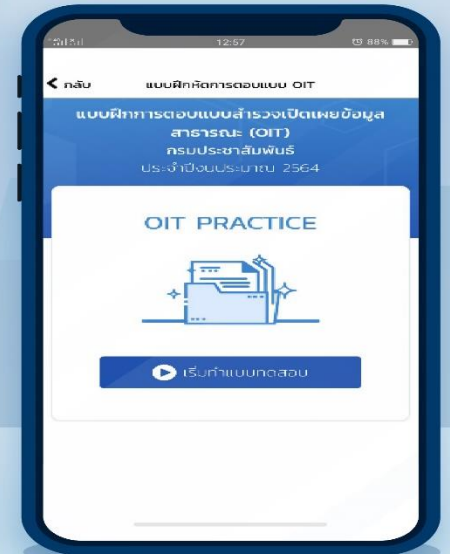 12:57 88%
กลับ แบบฝึกหัดการตอบแบบ OIT
แบบฝึกการตอบแบบสำรวจเปิดเผยข้อมูล
สาธารณะ (OIT)
กรมประชาสัมพันธ์
ประจำปีงบประมาณ 2564
OIT PRACTICE
เริ่มทำแบบทดสอบ